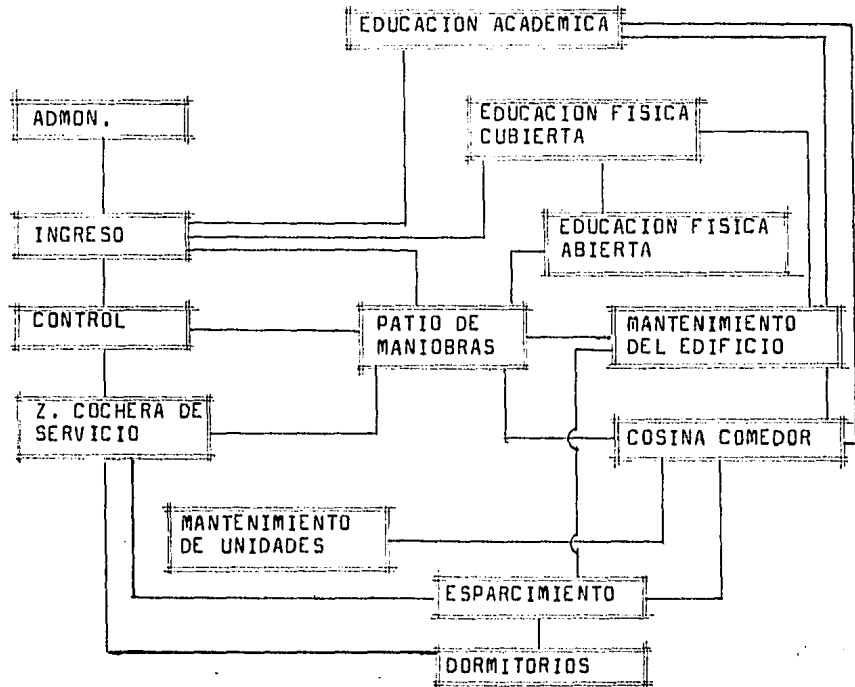 EDUCACION ACADEMICA
ADMON.
EDUCACION FISICA
CUBIERTA
INGRESO
EDUCACION FISICA
ABIERTA
CONTROL
PATIO DE
MANIOBRAS
MANTENIMIENTO
DEL EDIFICIO
Z. COCHERA DE
SERVICIO
COSINA COMEDOR
MANTENIMIENTO
DE UNIDADES
ESPARCIMIENTO
DORMITORIOS